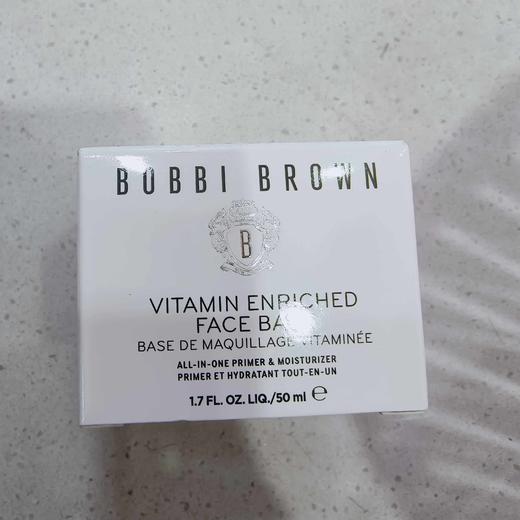 BOBBI BROWN
B
VITAMIN ENRICHED
FACE BA
BASE DE MAQUILLAGE VITAMINÉE
ALL-IN-ONE PRIMER & MOISTURIZER
PRIMER ET HYDRATANT TOUT-EN-UN
1.7 FL. OZ. LIQ./50 ml ℮